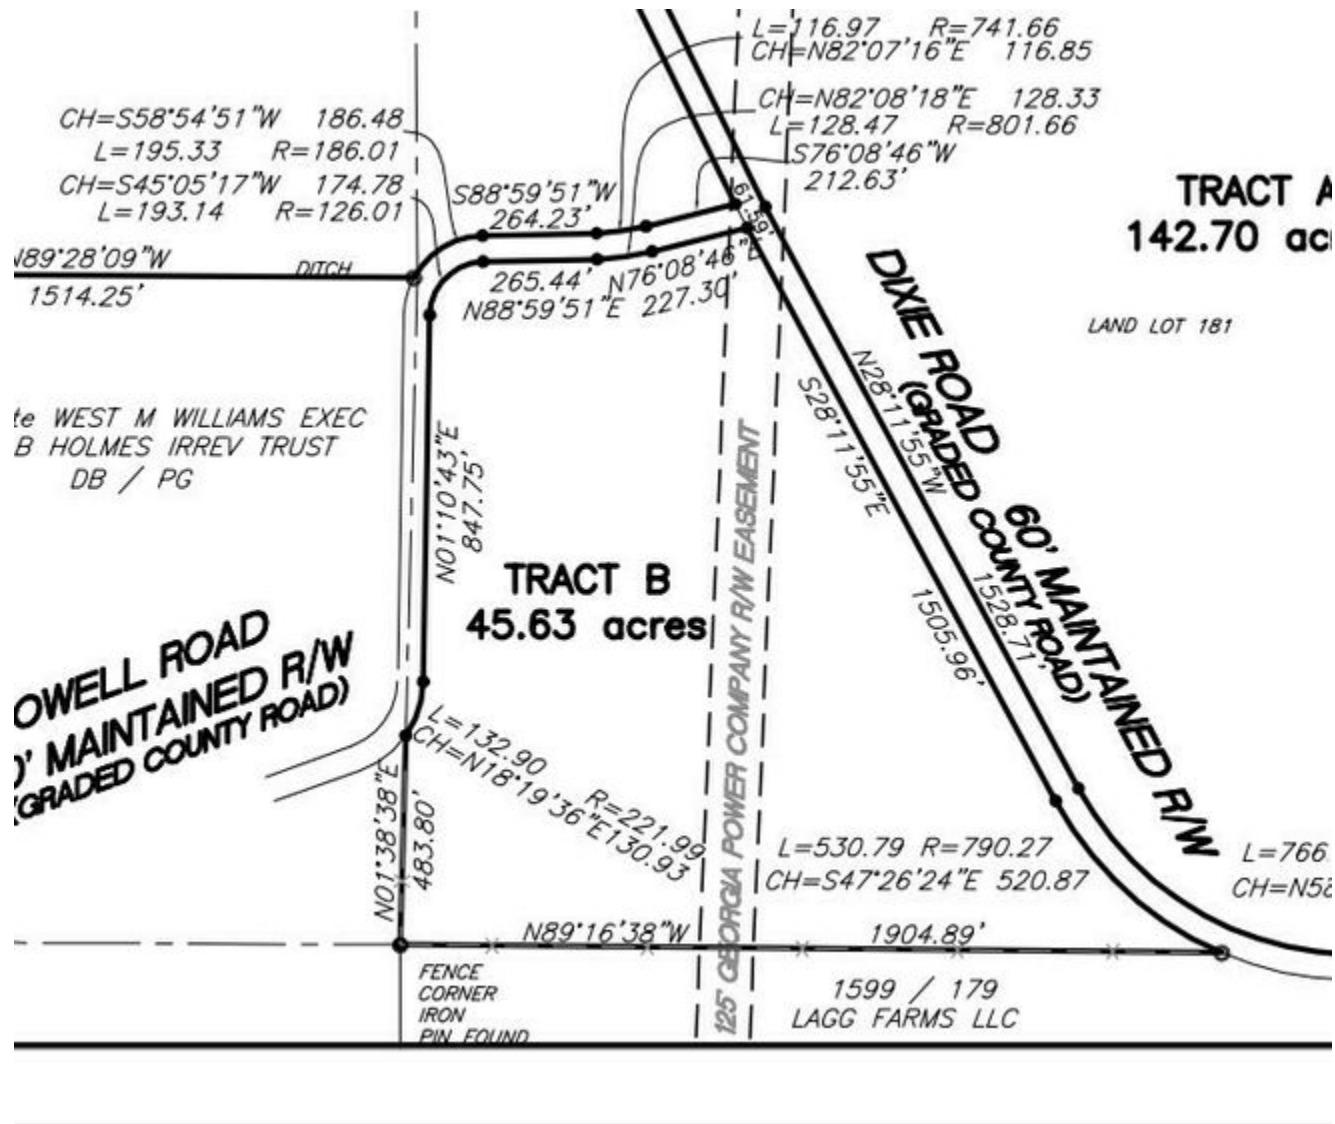 L=116.97 R=741.66
CH=N82°07'16"E 116.85
CH=N82°08'18"E 128.33
L=128.47 R=801.66
S76°08'46"W
212.63'
CH=S58°54'51"W 186.48
L=195.33 R=186.01
CH=S45°05'17"W 174.78
L=193.14 R=126.01
S88°59'51"W
264.23'
61.59'
TRACT A
142.70
N89°28'09"W
DITCH
1514.25'
265.44'
N88°59'51"E
N76°08'46"E
227.30'
LAND LOT 181
DIXIE ROAD
(GRADED COUNTY ROAD)
60' MAINTAINED R/W
N28°11'55"W
1528.71'
S28°11'55"E
1505.96'
WEST M WILLIAMS EXEC
B HOLMES IRREV TRUST
DB / PG
N01°10'43"E
847.75'
TRACT B
45.63 acres
125' GEORGIA POWER COMPANY R/W EASEMENT
OWELL ROAD
0' MAINTAINED R/W
(GRADED COUNTY ROAD)
L=132.90 R=221.99
CH=N18°19'36"E 130.93
N01°38'38"E
483.80'
L=530.79 R=790.27
CH=S47°26'24"E 520.87
L=766
CH=N58
N89°16'38"W 1904.89'
FENCE
CORNER
IRON
PIN FOUND
1599 / 179
LAGG FARMS LLC